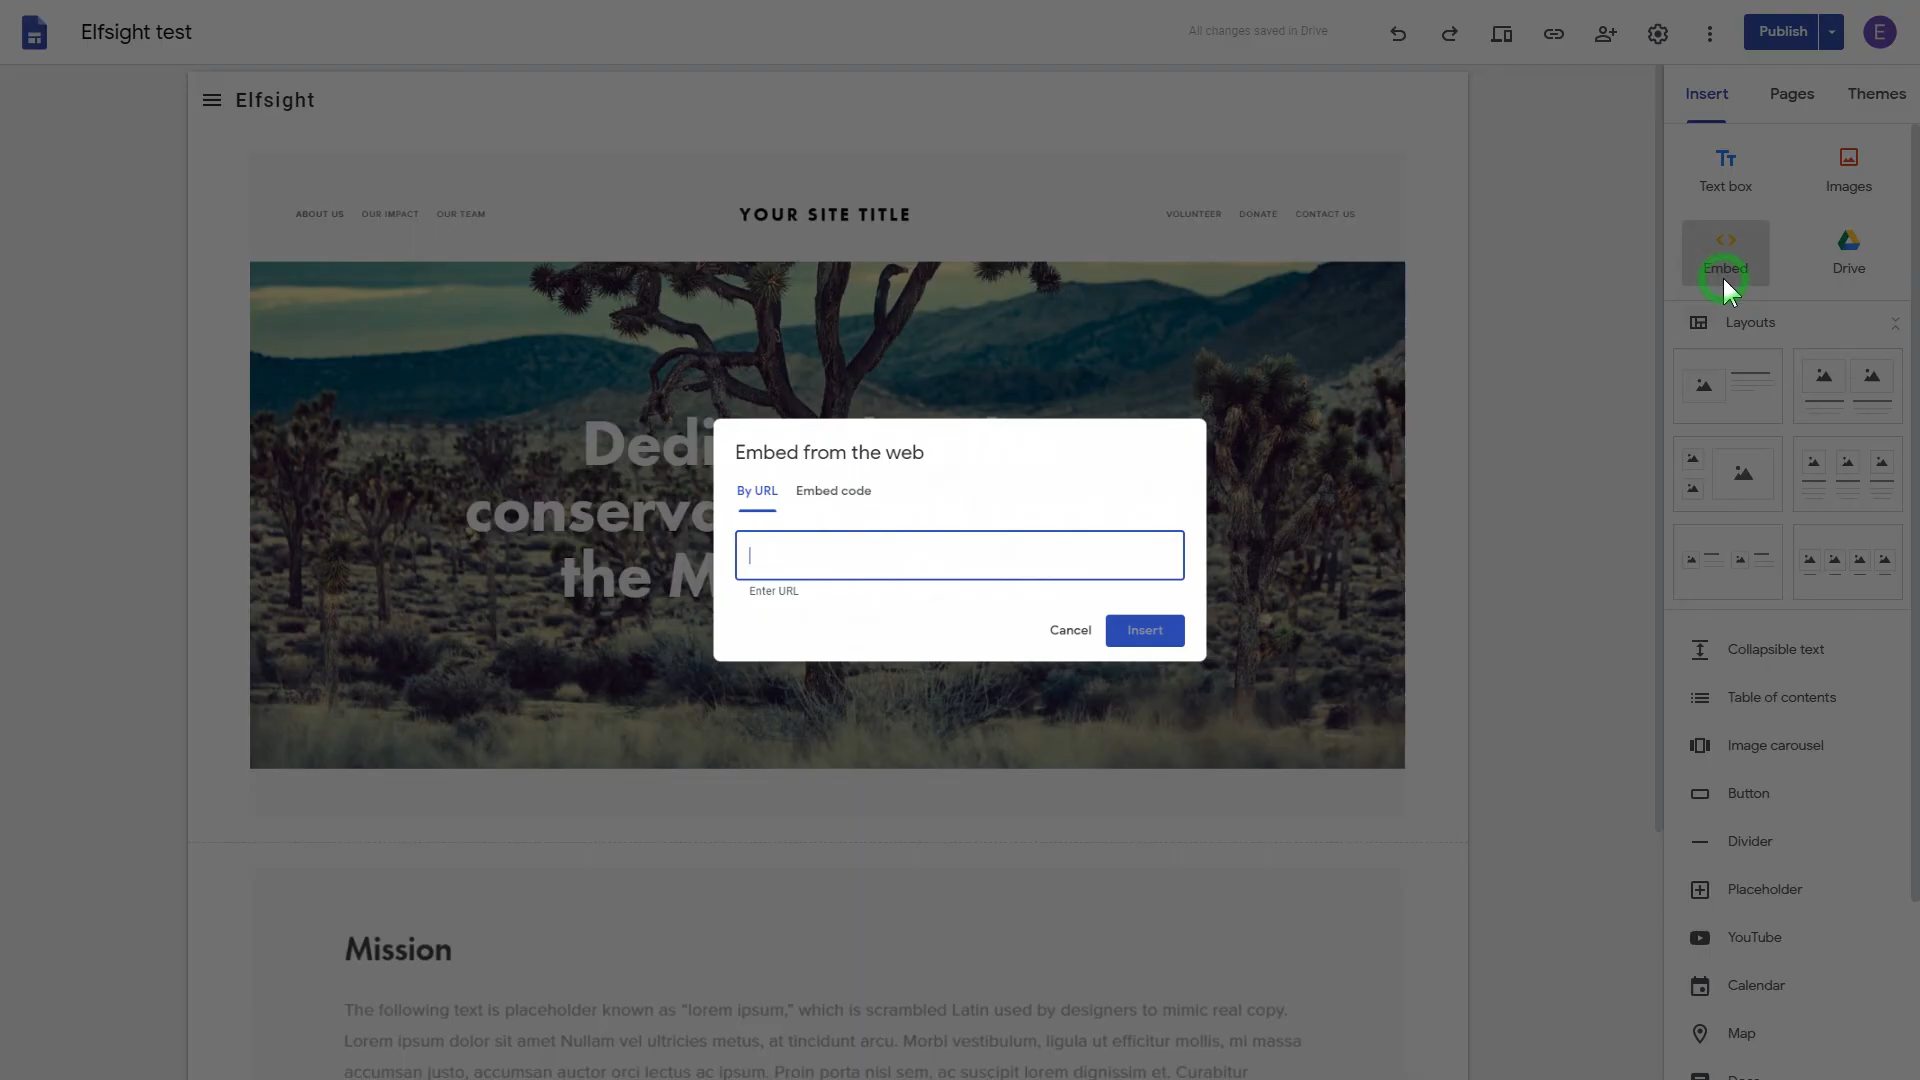 Elfsight test
All changes saved in Drive
Publish
E
Elfsight
Insert
Pages
Themes
Text box
Images
Embed
Drive
Layouts
ABOUT US
OUR IMPACT
OUR TEAM
YOUR SITE TITLE
VOLUNTEER
DONATE
CONTACT US
Dedi
conserva
the M
Embed from the web
By URL
Embed code
Enter URL
Cancel
Insert
Collapsible text
Table of contents
Image carousel
Button
Divider
Placeholder
YouTube
Calendar
Map
Mission
The following text is placeholder known as “lorem ipsum,” which is scrambled Latin used by designers to mimic real copy.
Lorem ipsum dolor sit amet Nullam vel ultricies metus, at tincidunt arcu. Morbi vestibulum, ligula ut efficitur mollis, mi massa
accumsan justo, accumsan auctor orci lectus ac ipsum. Proin porta nisl sem, ac suscipit lorem dignissim et. Curabitur